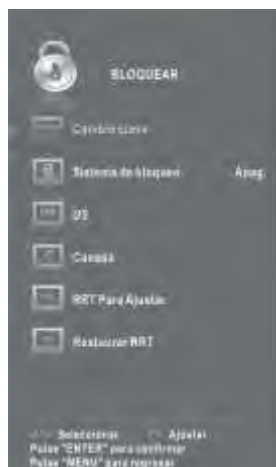 BLOQUEAR
Cambio clave
Sistema de bloqueo Apag.
US
Canadá
RRT Para Ajustar
Restaurar RRT
Seleccionar Ajustar
Pulse "ENTER" para confirmar
Pulse "MENU" para regresar